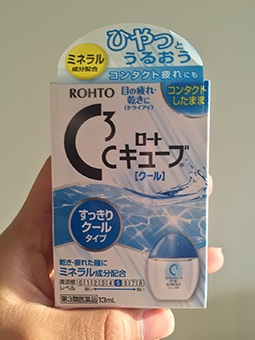 ミネラル
成分配合
ひやっと
うるおう
コンタクト疲れにも
ROHTO
目の疲れ・
乾きに
(ドライアイ)
コンタクト
したまま
C3
ロート
Cキューブ
[クール]
すっきり
クール
タイプ
乾き・疲れた瞳に
ミネラル成分配合
清涼感
レベル
0 1 2 3 4 5 6 7 8
弱い
強い
第3類医薬品 13mL